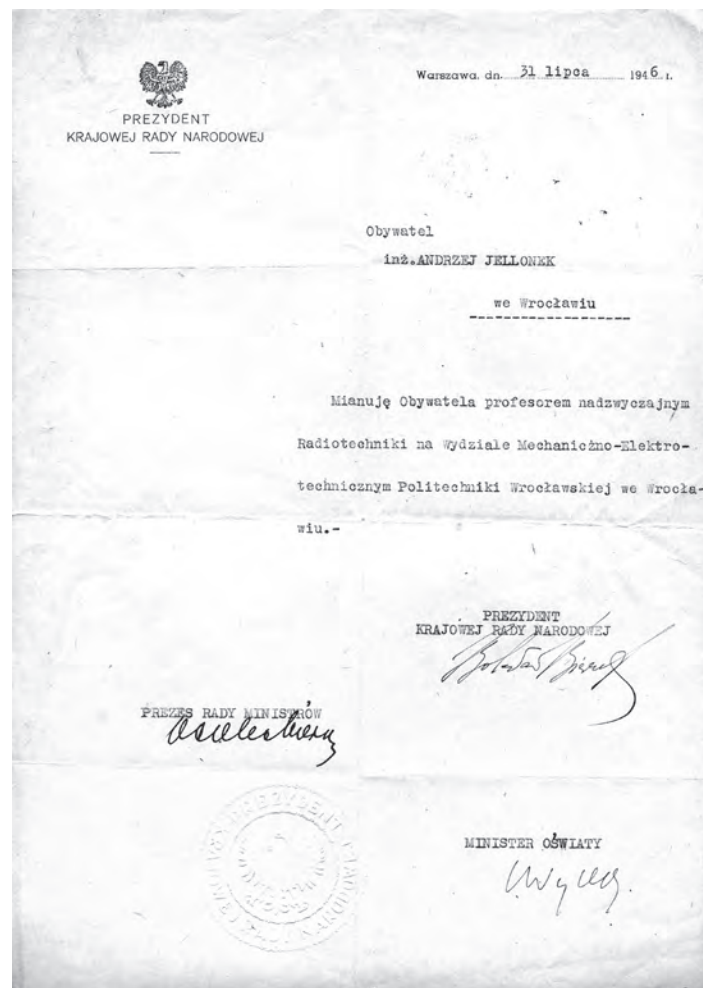 PREZYDENT
KRAJOWEJ RADY NARODOWEJ
Warszawa, dn. 31 lipca 1946 r.
Obywatel
inż.ANDRZEJ JELLONEK
we Wrocławiu
-------------------
Mianuję Obywatela profesorem nadzwyczajnym
Radiotechniki na Wydziale Mechaniczno-Elektro-
technicznym Politechniki Wrocławskiej we Wrocła-
wiu.-
PREZYDENT
KRAJOWEJ RADY NARODOWEJ
Bolesław Bierut
PREZES RADY MINISTRÓW
MINISTER OŚWIATY